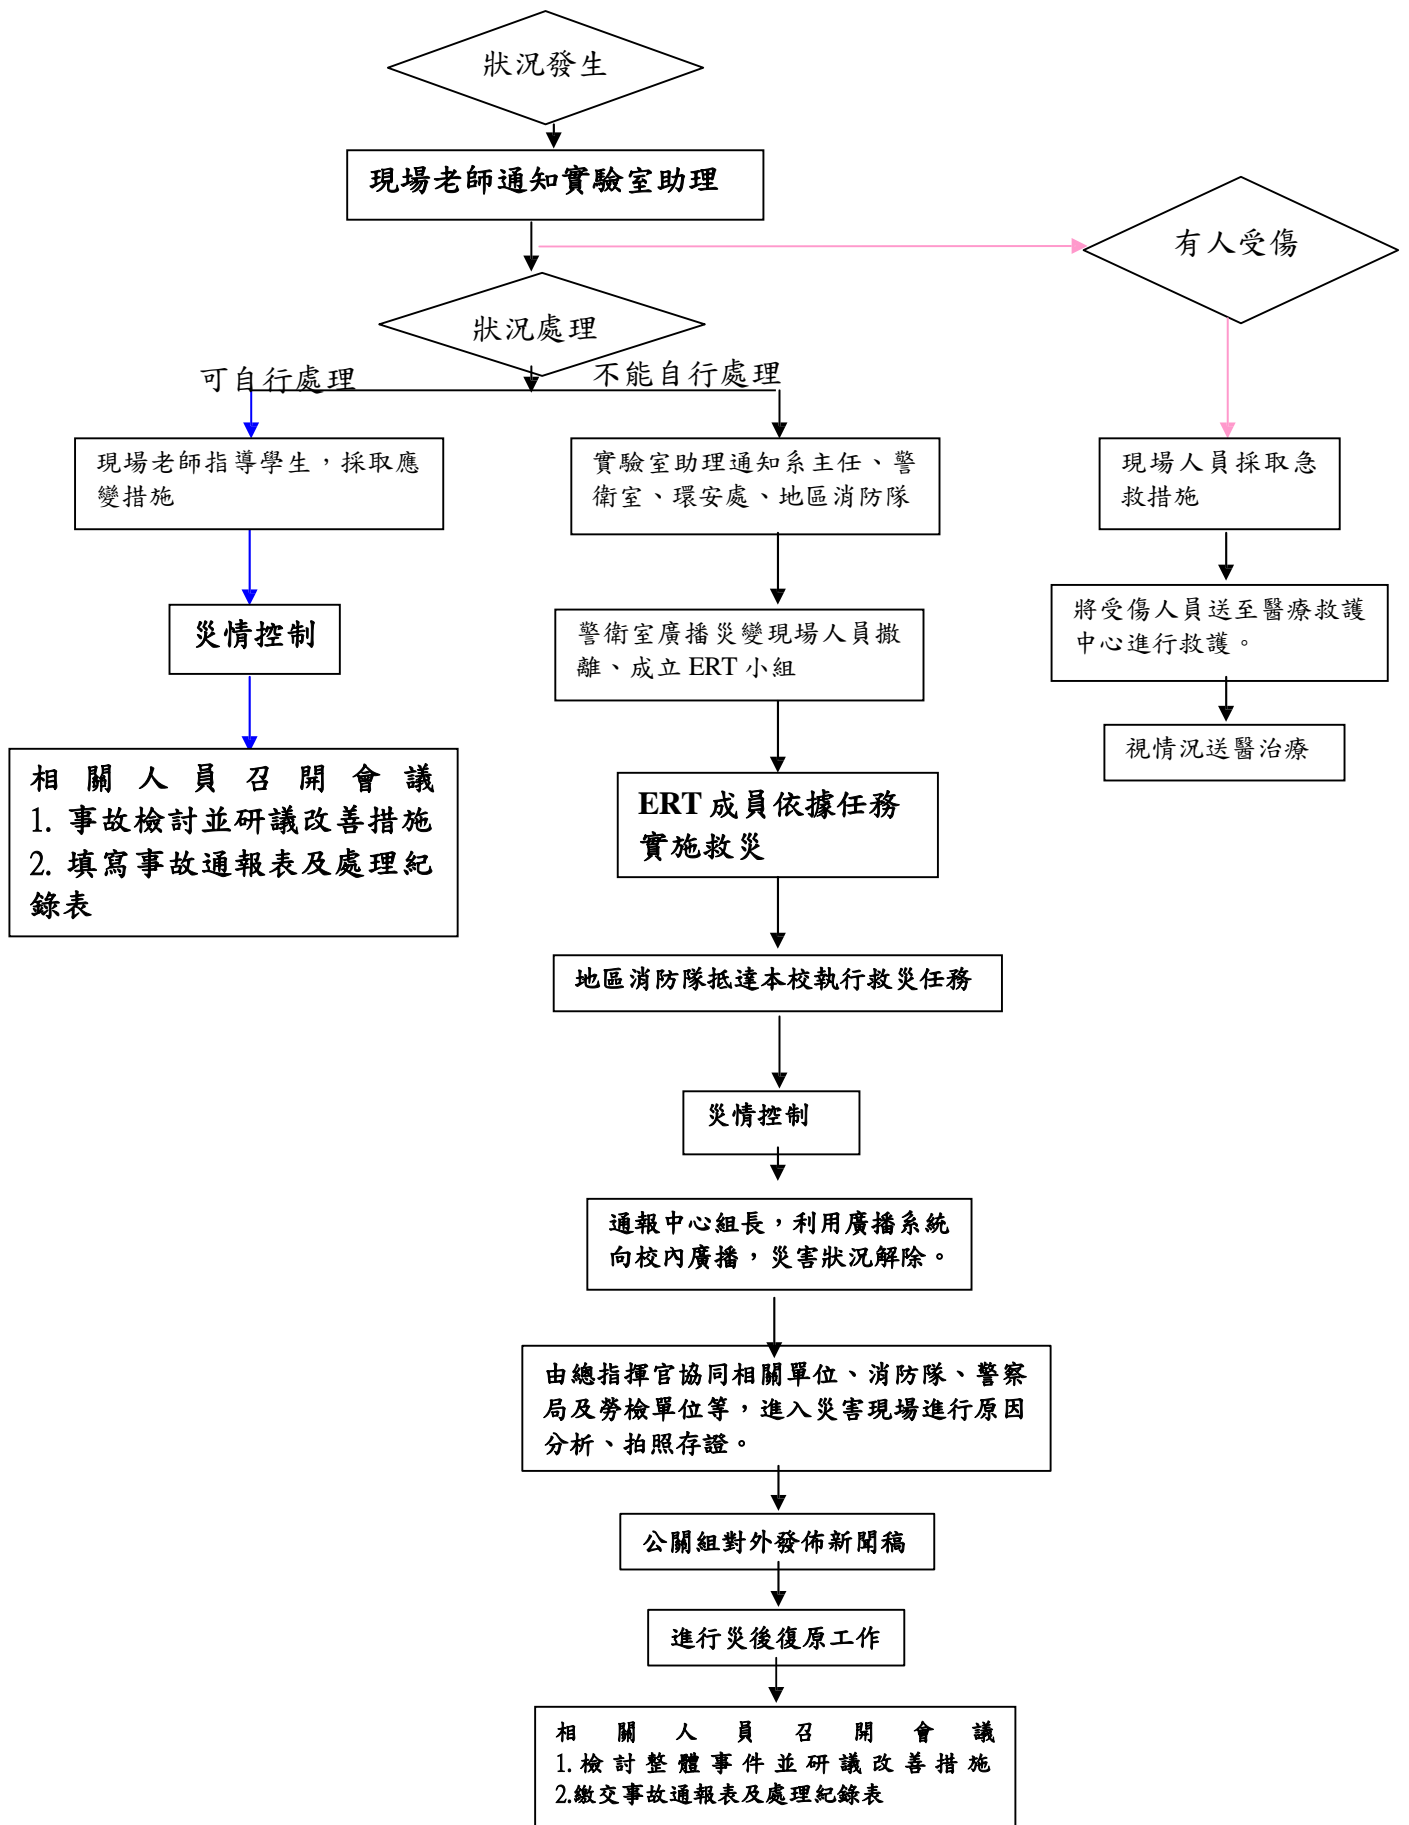 狀況發生
現場老師通知實驗室助理
有人受傷
狀況處理
可自行處理
不能自行處理
現場老師指導學生，採取應
變措施
實驗室助理通知系主任、警
衛室、環安處、地區消防隊
現場人員採取急
救措施
災情控制
警衛室廣播災變現場人員撤
離、成立 ERT 小組
將受傷人員送至醫療救護
中心進行救護。
視情況送醫治療
相關人員召開會議
1. 事故檢討並研議改善措施
2. 填寫事故通報表及處理紀
錄表
ERT 成員依據任務
實施救災
地區消防隊抵達本校執行救災任務
災情控制
通報中心組長，利用廣播系統
向校內廣播，災害狀況解除。
由總指揮官協同相關單位、消防隊、警察
局及勞檢單位等，進入災害現場進行原因
分析、拍照存證。
公關組對外發佈新聞稿
進行災後復原工作
相關人員召開會議
1.檢討整體事件並研議改善措施
2.繳交事故通報表及處理紀錄表